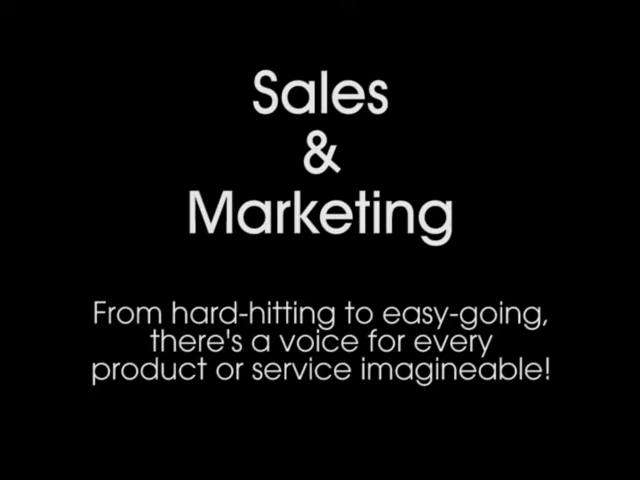 Sales
&
Marketing
From hard-hitting to easy-going,
there's a voice for every
product or service imagineable!